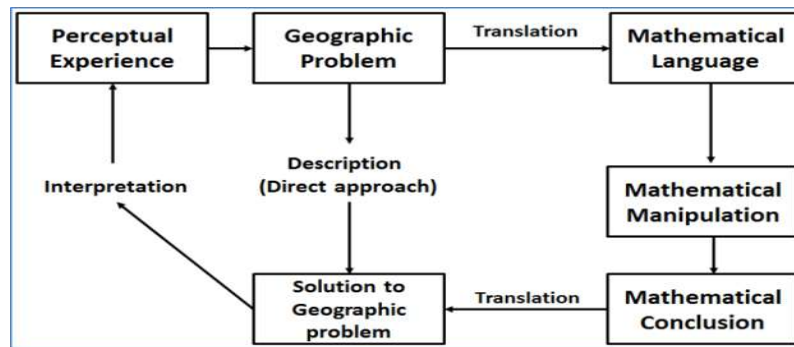 Perceptual
Experience
Geographic
Problem
Translation
Mathematical
Language
Description
(Direct approach)
Interpretation
Mathematical
Manipulation
Solution to
Geographic
problem
Translation
Mathematical
Conclusion